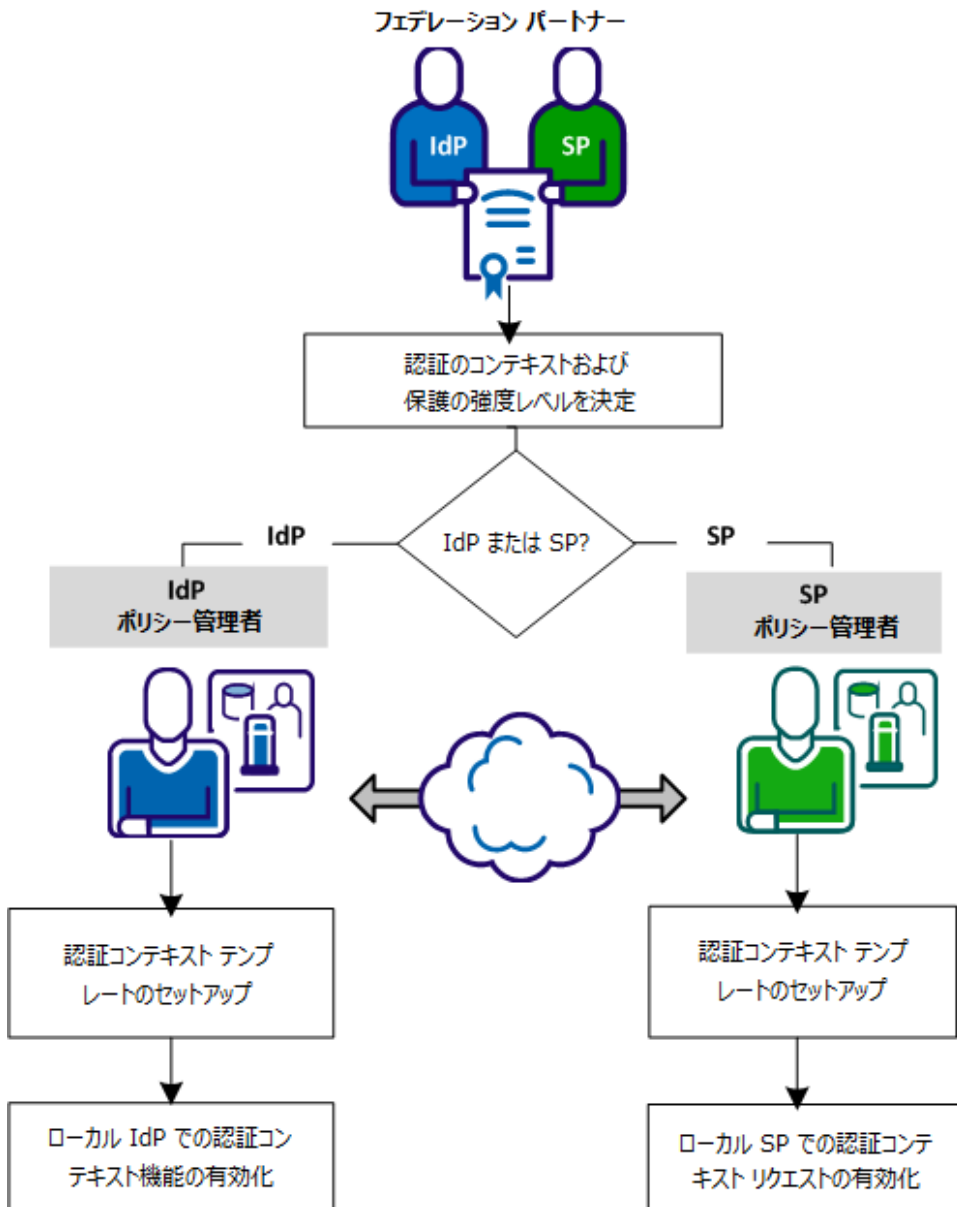 フェデレーション パートナー
IdP
SP
認証のコンテキストおよび
保護の強度レベルを決定
IdP または SP?
IdP
SP
IdP
ポリシー管理者
SP
ポリシー管理者
認証コンテキスト テンプ
レートのセットアップ
認証コンテキスト テンプ
レートのセットアップ
ローカル IdP での認証コン
テキスト機能の有効化
ローカル SP での認証コンテ
キスト リクエストの有効化